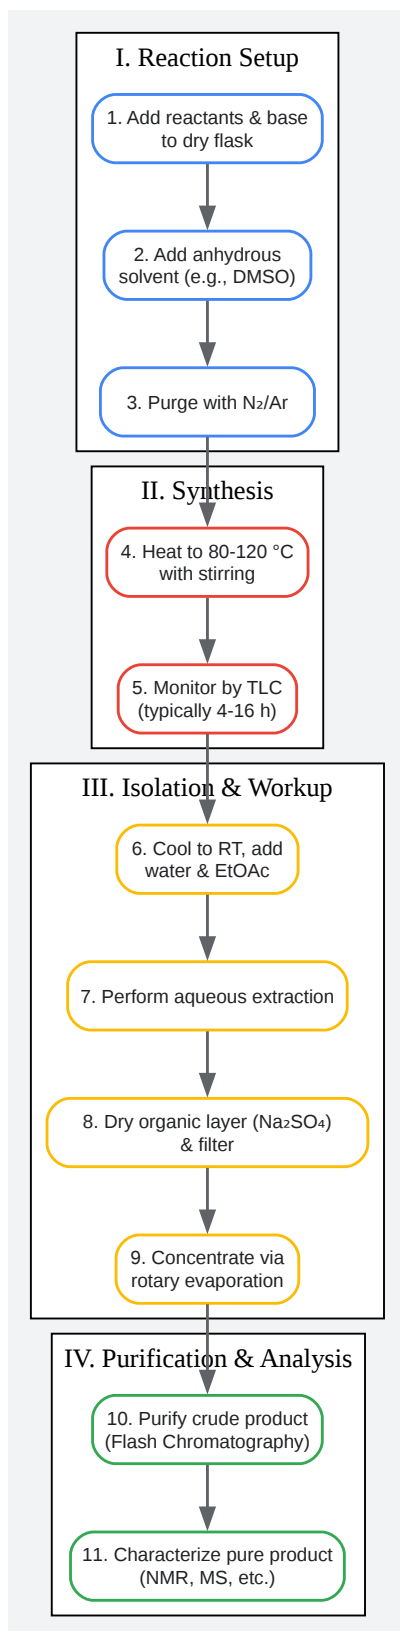 I. Reaction Setup
1. Add reactants & base
to dry flask
2. Add anhydrous
solvent (e.g., DMSO)
3. Purge with N₂/Ar
II. Synthesis
4. Heat to 80-120 °C
with stirring
5. Monitor by TLC
(typically 4-16 h)
III. Isolation & Workup
6. Cool to RT, add
water & EtOAc
7. Perform aqueous extraction
8. Dry organic layer (Na₂SO₄)
& filter
9. Concentrate via
rotary evaporation
IV. Purification & Analysis
10. Purify crude product
(Flash Chromatography)
11. Characterize pure product
(NMR, MS, etc.)